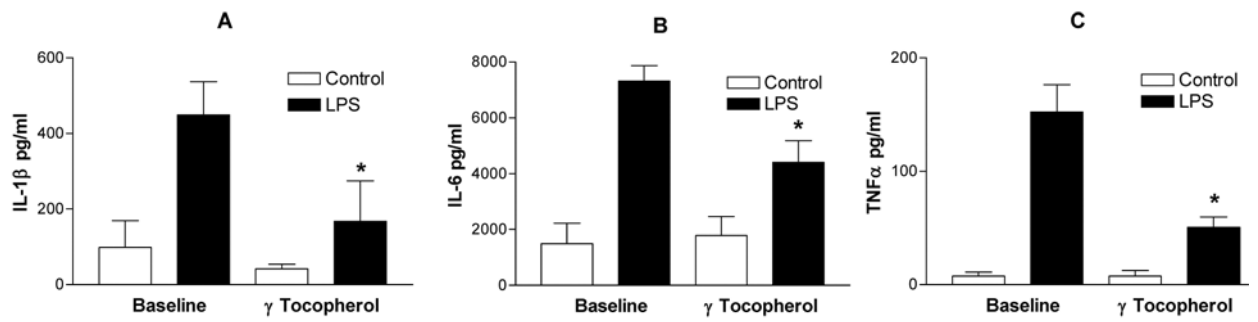 A
IL-1β pg/ml
600
400
200
0
Control
LPS
*
Baseline
γ Tocopherol
B
IL-6 pg/ml
8000
6000
4000
2000
0
Control
LPS
*
Baseline
γ Tocopherol
C
TNFα pg/ml
200
100
0
Control
LPS
*
Baseline
γ Tocopherol